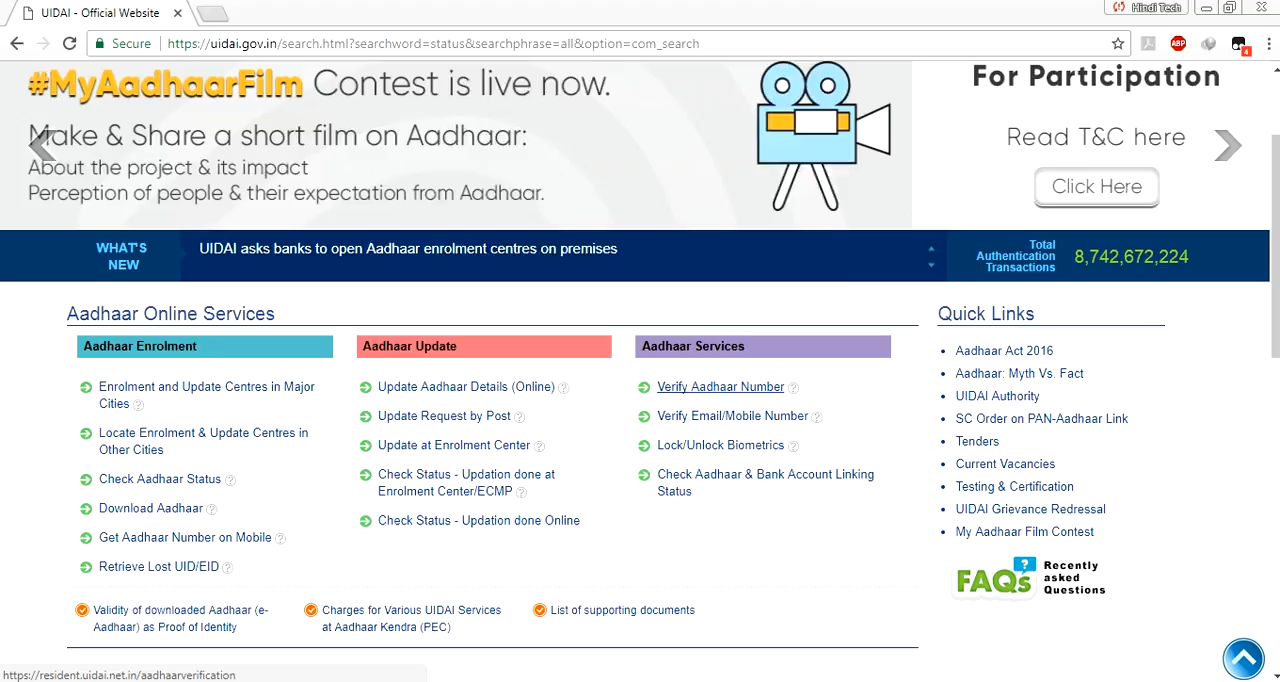 UIDAI - Official Website
Hindi Tech
Secure
https://uidai.gov.in/search.html?searchword=status&searchphrase=all&option=com_search
ABP
4
#MyAadhaarFilm Contest is live now.
Make & Share a short film on Aadhaar:
About the project & its impact
Perception of people & their expectation from Aadhaar.
For Participation
Read T&C here
Click Here
WHAT'S
NEW
UIDAI asks banks to open Aadhaar enrolment centres on premises
Total
Authentication
Transactions
8,742,672,224
Aadhaar Online Services
Aadhaar Enrolment
Enrolment and Update Centres in Major
Cities ?
Locate Enrolment & Update Centres in
Other Cities
Check Aadhaar Status ?
Download Aadhaar ?
Get Aadhaar Number on Mobile ?
Retrieve Lost UID/EID ?
Aadhaar Update
Update Aadhaar Details (Online) ?
Update Request by Post ?
Update at Enrolment Center ?
Check Status - Updation done at
Enrolment Center/ECMP ?
Check Status - Updation done Online
Aadhaar Services
Verify Aadhaar Number ?
Verify Email/Mobile Number ?
Lock/Unlock Biometrics ?
Check Aadhaar & Bank Account Linking
Status
Validity of downloaded Aadhaar (e-
Aadhaar) as Proof of Identity
Charges for Various UIDAI Services
at Aadhaar Kendra (PEC)
List of supporting documents
Quick Links
Aadhaar Act 2016
Aadhaar: Myth Vs. Fact
UIDAI Authority
SC Order on PAN-Aadhaar Link
Tenders
Current Vacancies
Testing & Certification
UIDAI Grievance Redressal
My Aadhaar Film Contest
FAQs ?
Recently
asked
Questions
https://resident.uidai.net.in/aadhaarverification